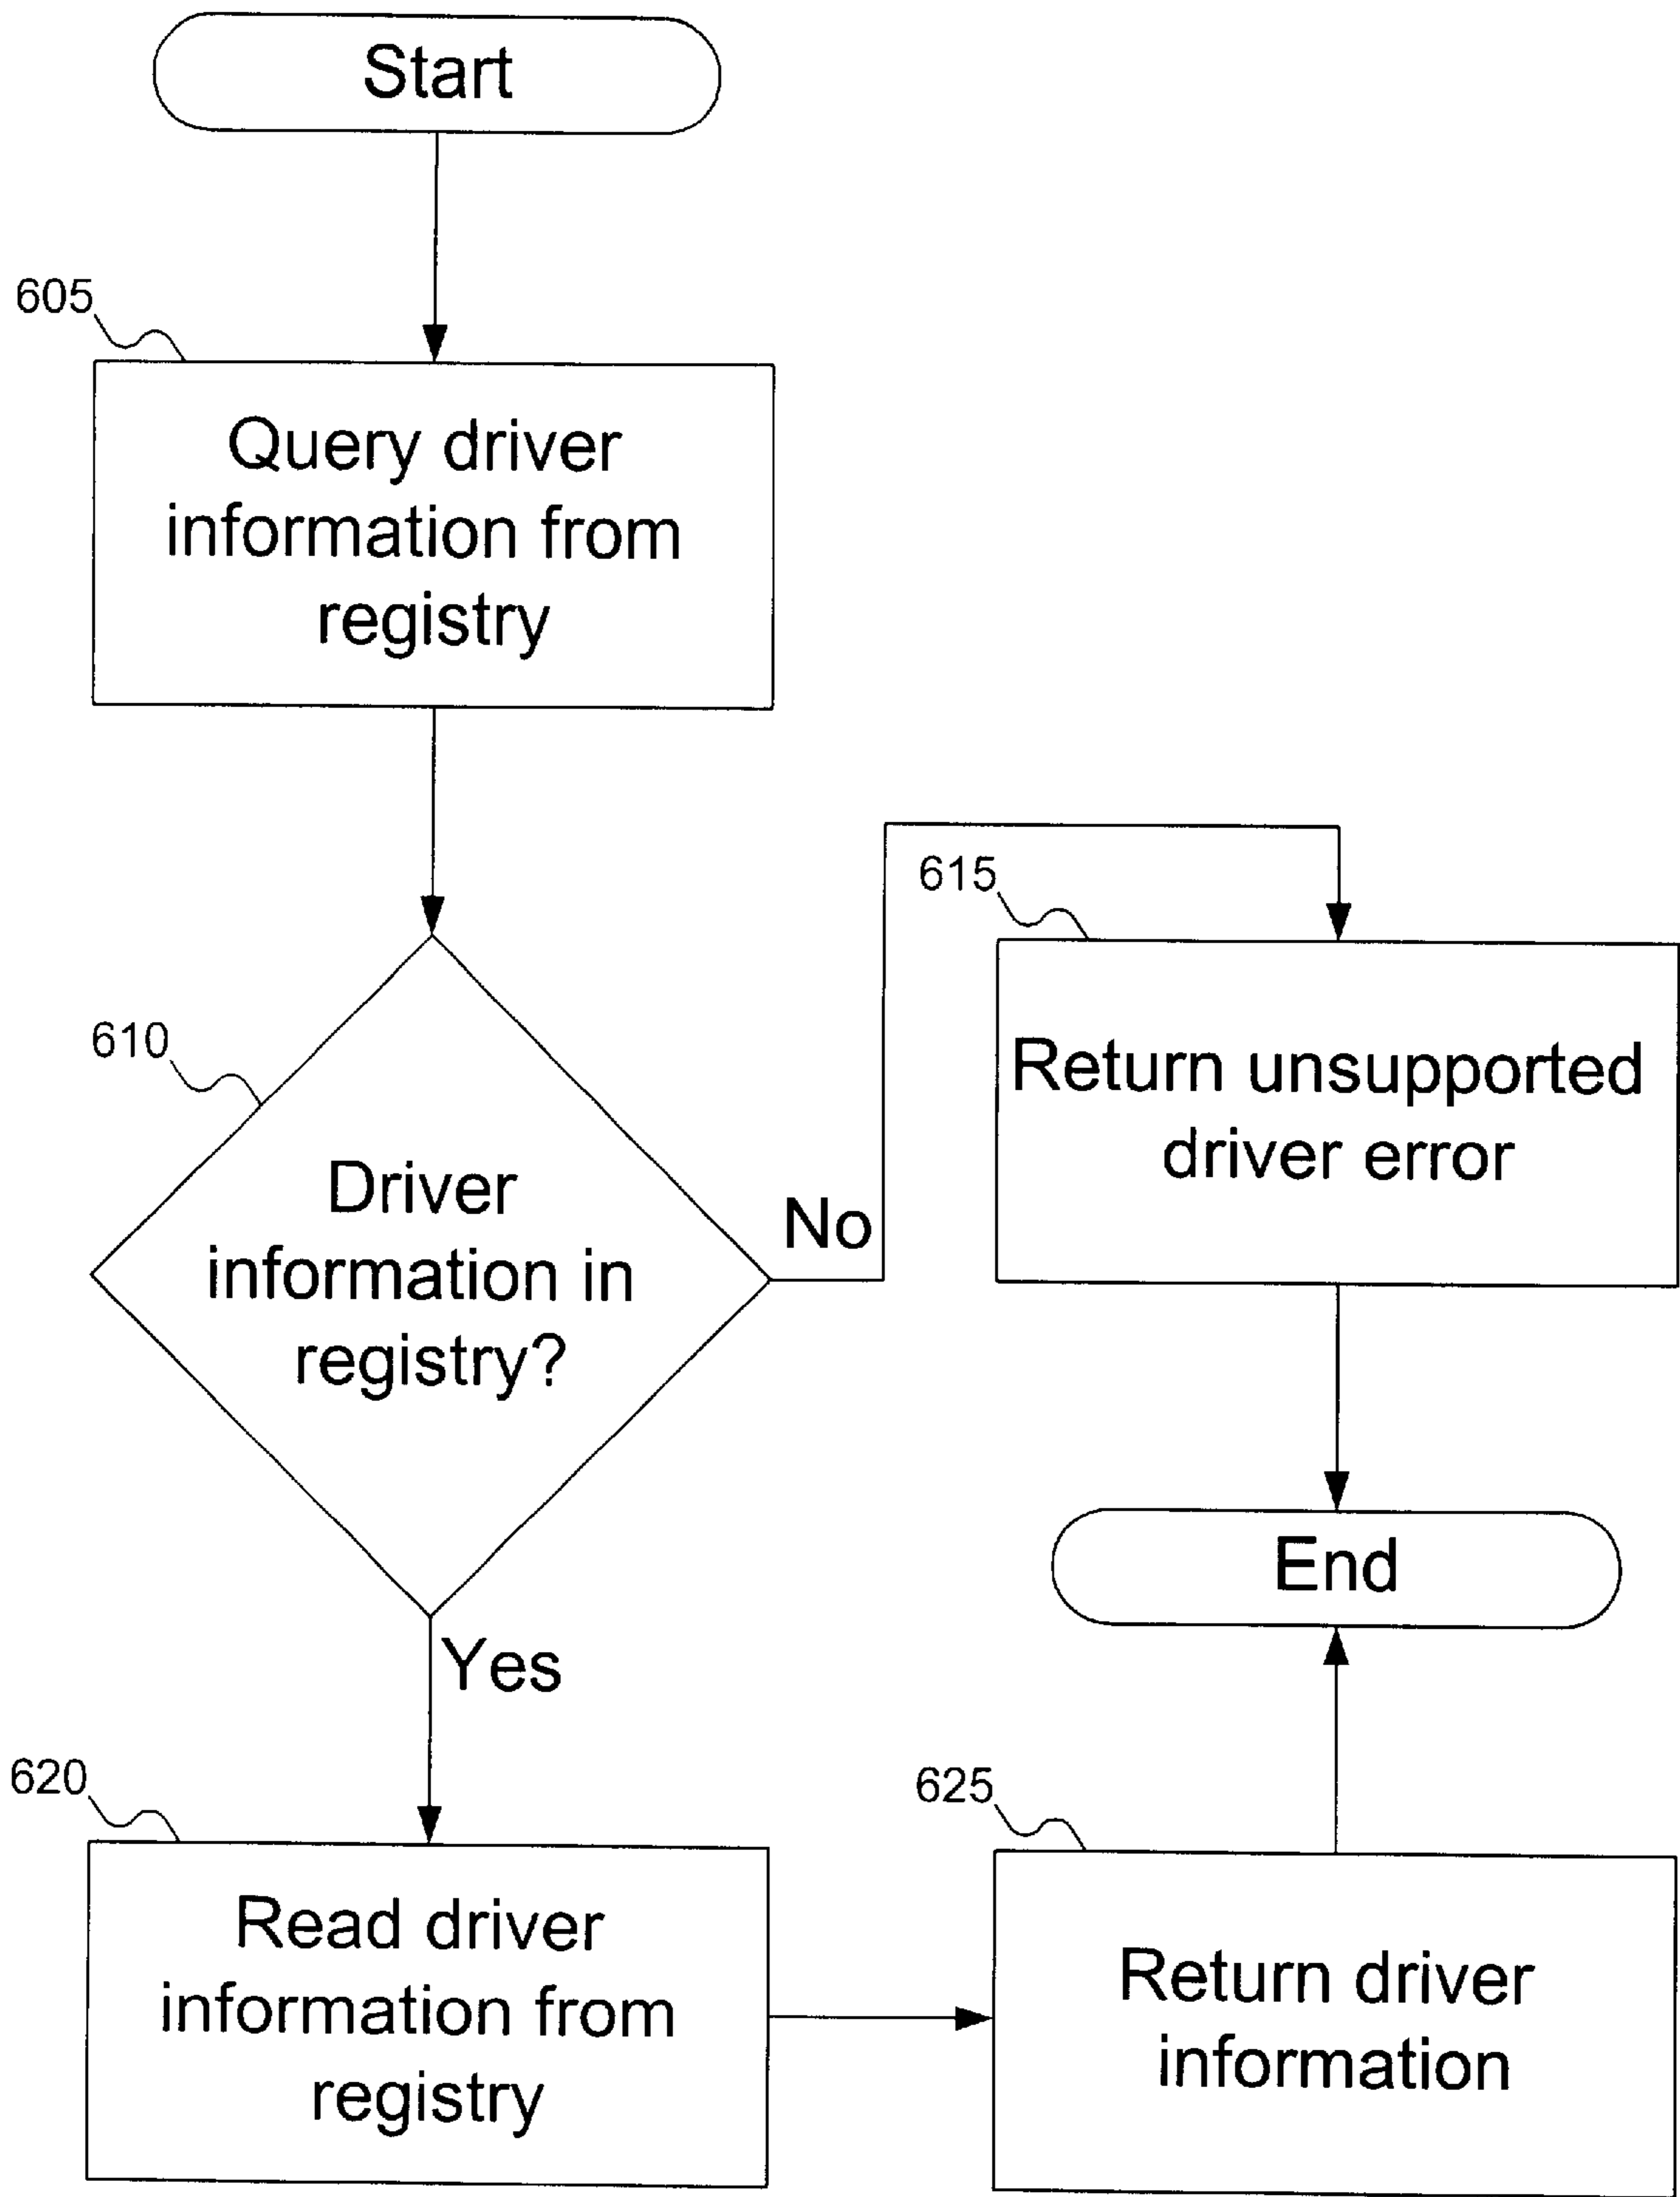 Start
605
Query driver
information from
registry
610
Driver
information in
registry?
No
615
Return unsupported
driver error
End
Yes
620
Read driver
information from
registry
625
Return driver
information